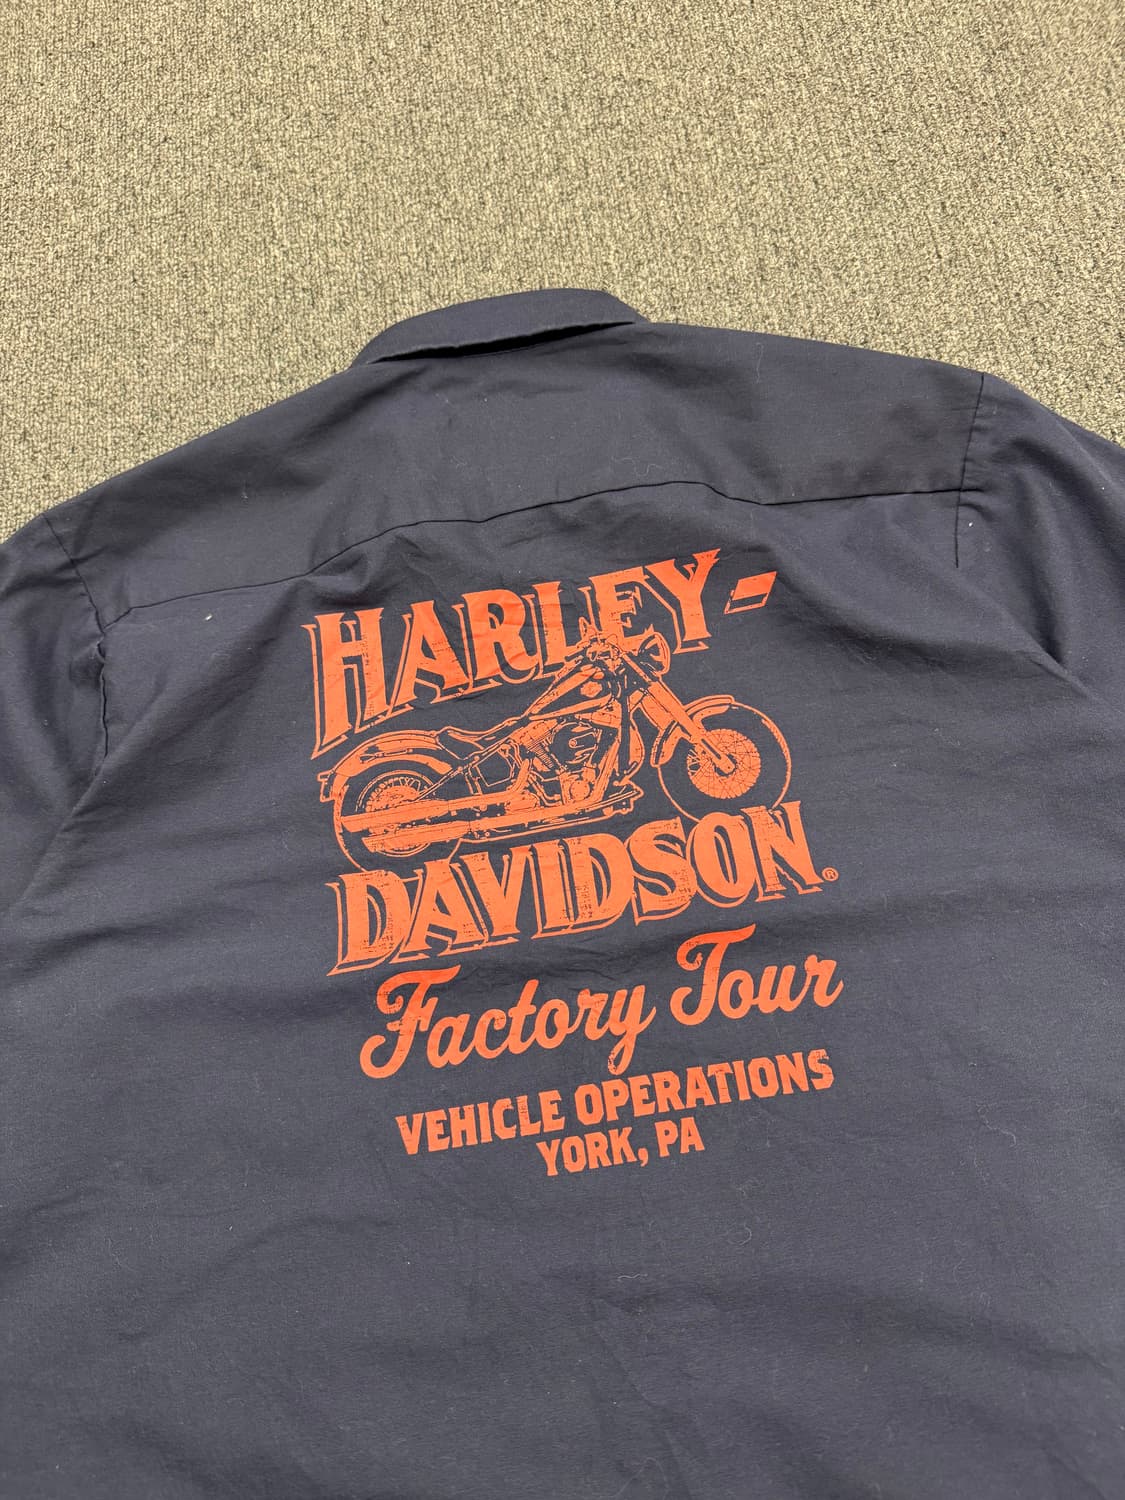 HARLEY-
DAVIDSON®
Factory Tour
VEHICLE OPERATIONS
YORK, PA